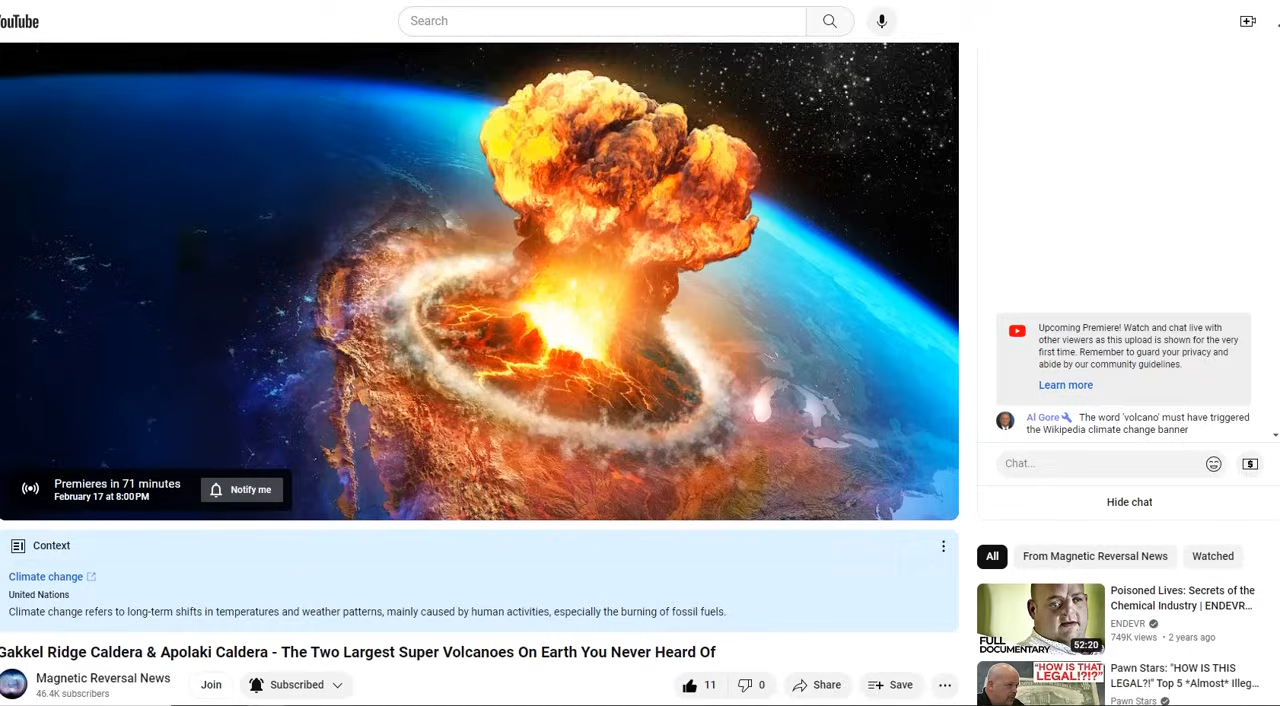 YouTube
Search
Premieres in 71 minutes
February 17 at 8:00 PM
Notify me
Upcoming Premiere! Watch and chat live with
other viewers as this upload is shown for the very
first time. Remember to guard your privacy and
abide by our community guidelines.
Learn more
Al Gore The word 'volcano' must have triggered
the Wikipedia climate change banner
Chat...
Hide chat
Context
Climate change
United Nations
Climate change refers to long-term shifts in temperatures and weather patterns, mainly caused by human activities, especially the burning of fossil fuels.
Gakkel Ridge Caldera & Apolaki Caldera - The Two Largest Super Volcanoes On Earth You Never Heard Of
Magnetic Reversal News
46.4K subscribers
Join
Subscribed
11
0
Share
Save
All
From Magnetic Reversal News
Watched
FULL
DOCUMENTARY
52:20
Poisoned Lives: Secrets of the
Chemical Industry | ENDEVR...
ENDEVR
749K views • 2 years ago
"HOW IS THAT
LEGAL?!?"
Pawn Stars: "HOW IS THIS
LEGAL?!" Top 5 *Almost* Illeg...
Pawn Stars